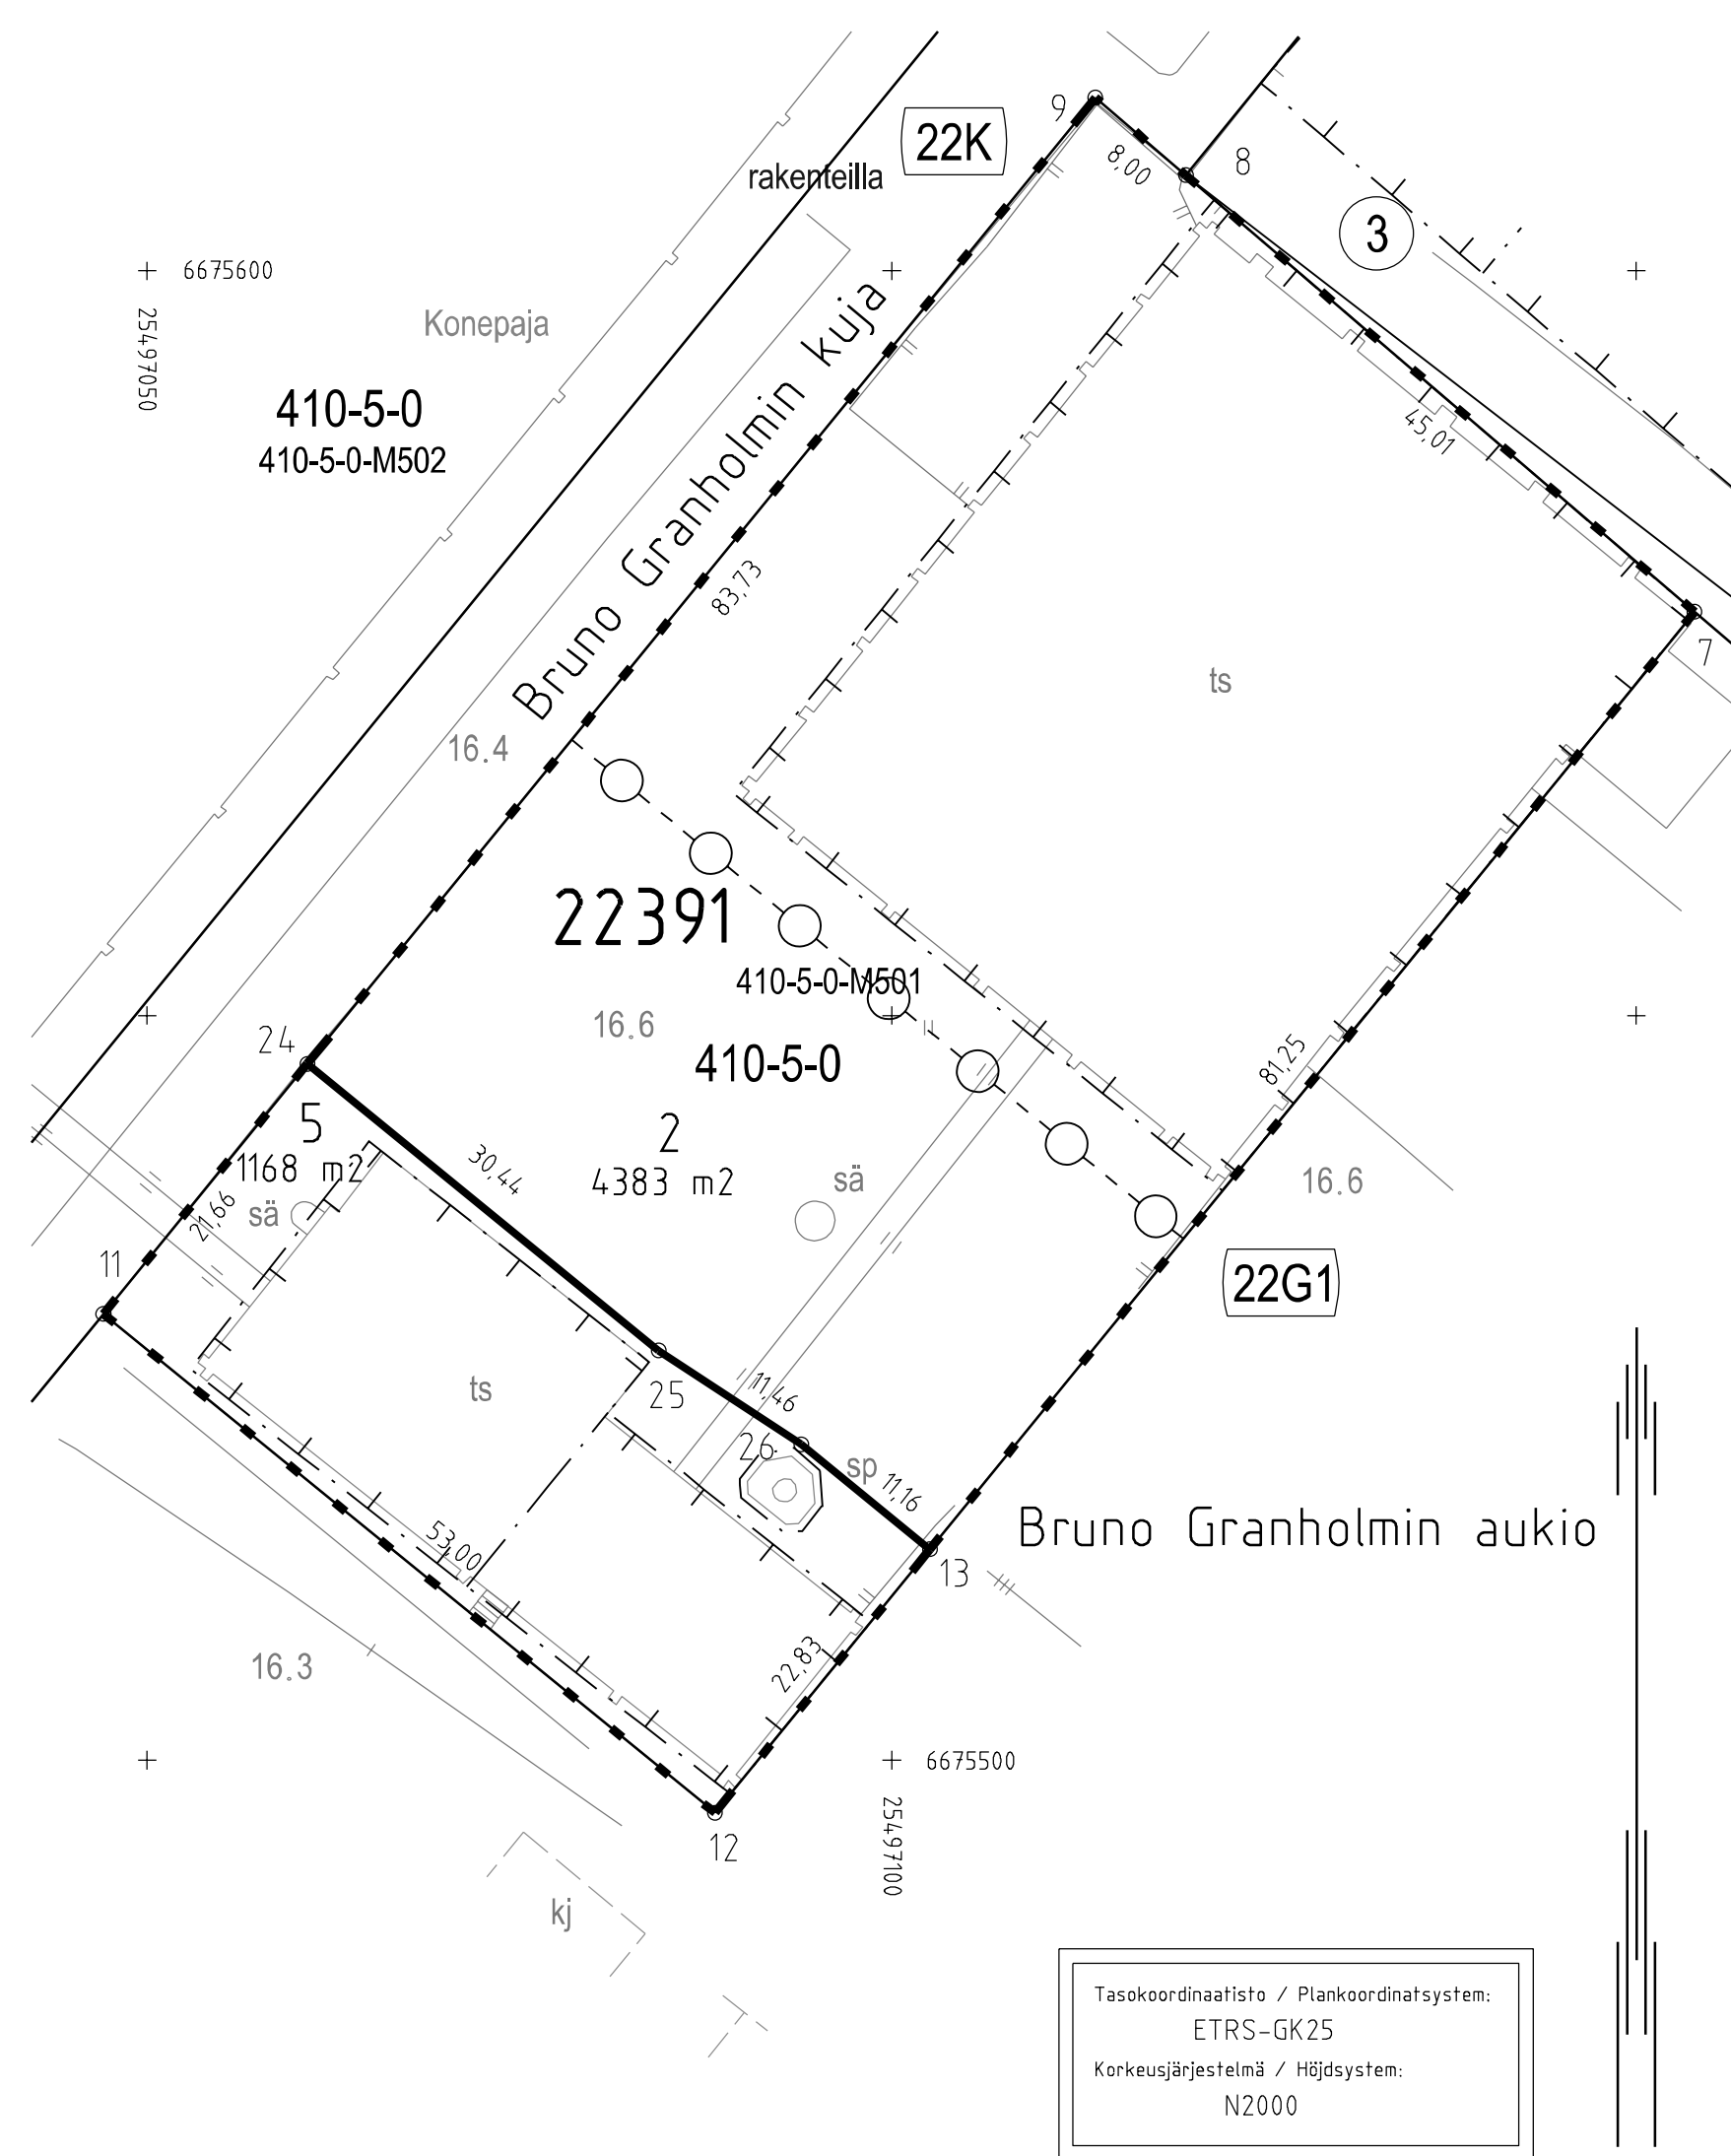 9
22K
8
8,00
rakenteilla
3
6675600
25497050
Konepaja
410-5-0
410-5-0-M502
Bruno Granholmin kuja
45,01
83,73
7
ts
16.4
22391
410-5-0-M501
16.6
410-5-0
24
81,25
5
1168 m2
2
4383 m2
30,44
sä
sä
16.6
21,66
11
22G1
ts
25
11,46
26
sp
11,16
Bruno Granholmin aukio
13
53,00
16.3
22,83
6675500
25497100
12
kj
Tasokoordinaatisto / Plankoordinatsystem:
ETRS-GK25
Korkeusjärjestelmä / Höjdsystem:
N2000